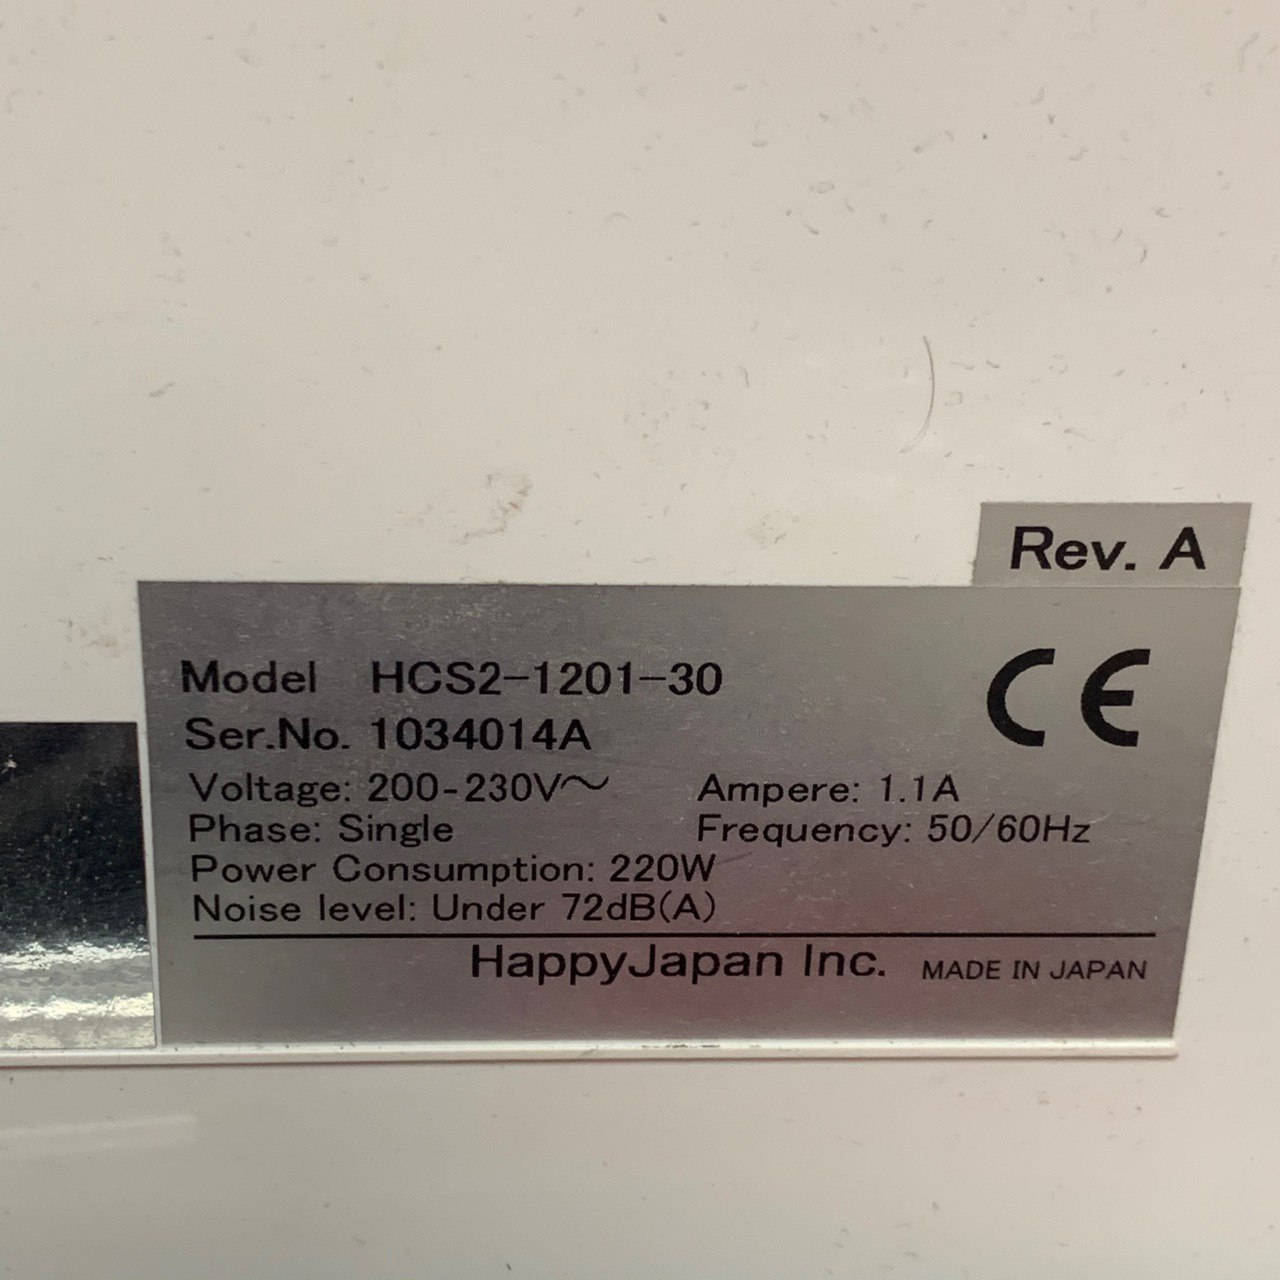 Rev. A
Model HCS2-1201-30
CE
Ser.No. 1034014A
Voltage: 200-230V～ Ampere: 1.1A
Phase: Single Frequency: 50/60Hz
Power Consumption: 220W
Noise level: Under 72dB(A)
HappyJapan Inc. MADE IN JAPAN